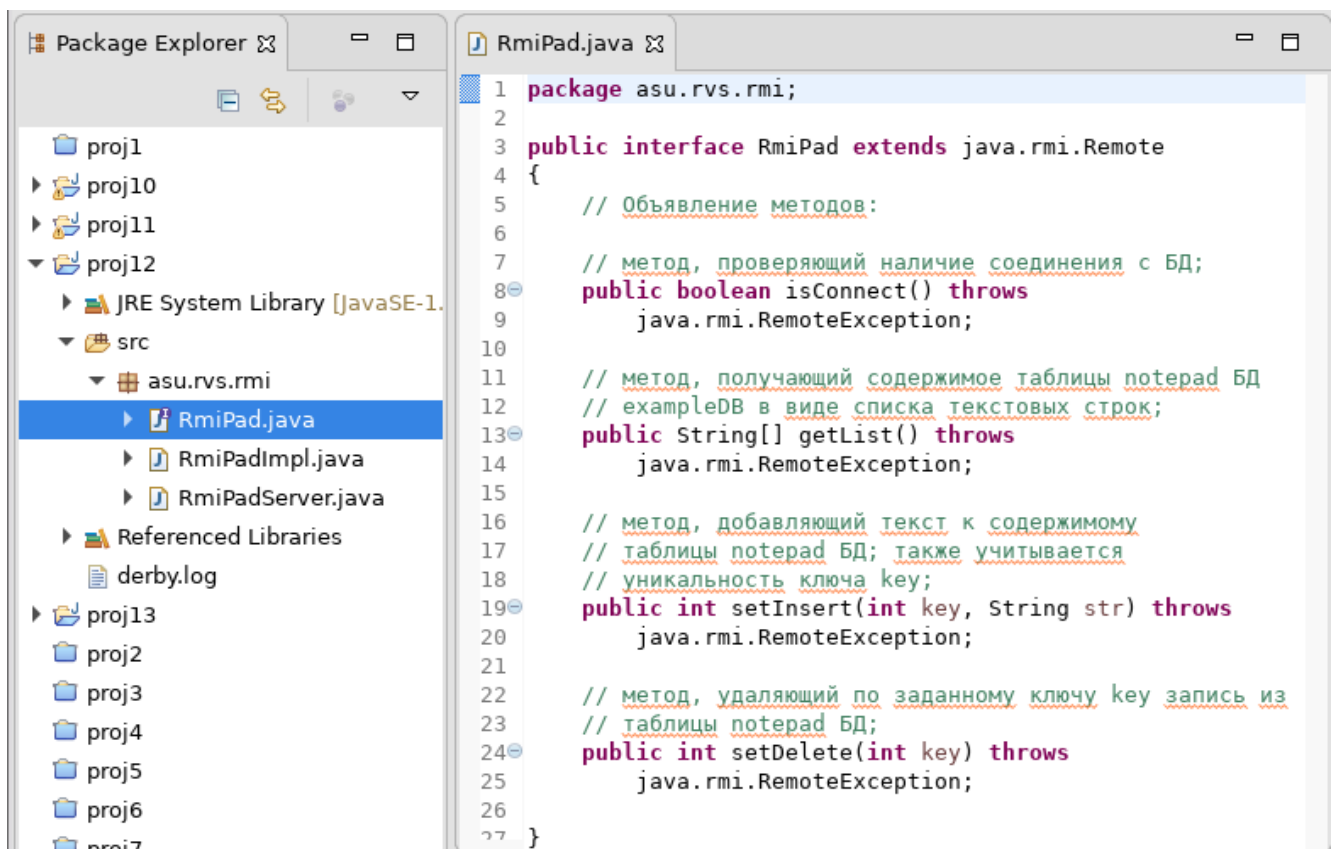 Package Explorer
proj1
proj10
proj11
proj12
JRE System Library [JavaSE-1.
src
asu.rvs.rmi
RmiPad.java
RmiPadImpl.java
RmiPadServer.java
Referenced Libraries
derby.log
proj13
proj2
proj3
proj4
proj5
proj6
proj7
RmiPad.java
1 package asu.rvs.rmi;
2
3 public interface RmiPad extends java.rmi.Remote
4 {
5 // Объявление методов:
6
7 // метод, проверяющий наличие соединения с БД;
8 public boolean isConnect() throws
9 java.rmi.RemoteException;
10
11 // метод, получающий содержимое таблицы notepad БД
12 // exampleDB в виде списка текстовых строк;
13 public String[] getList() throws
14 java.rmi.RemoteException;
15
16 // метод, добавляющий текст к содержимому
17 // таблицы notepad БД; также учитывается
18 // уникальность ключа key;
19 public int setInsert(int key, String str) throws
20 java.rmi.RemoteException;
21
22 // метод, удаляющий по заданному ключу key запись из
23 // таблицы notepad БД;
24 public int setDelete(int key) throws
25 java.rmi.RemoteException;
26
27 }